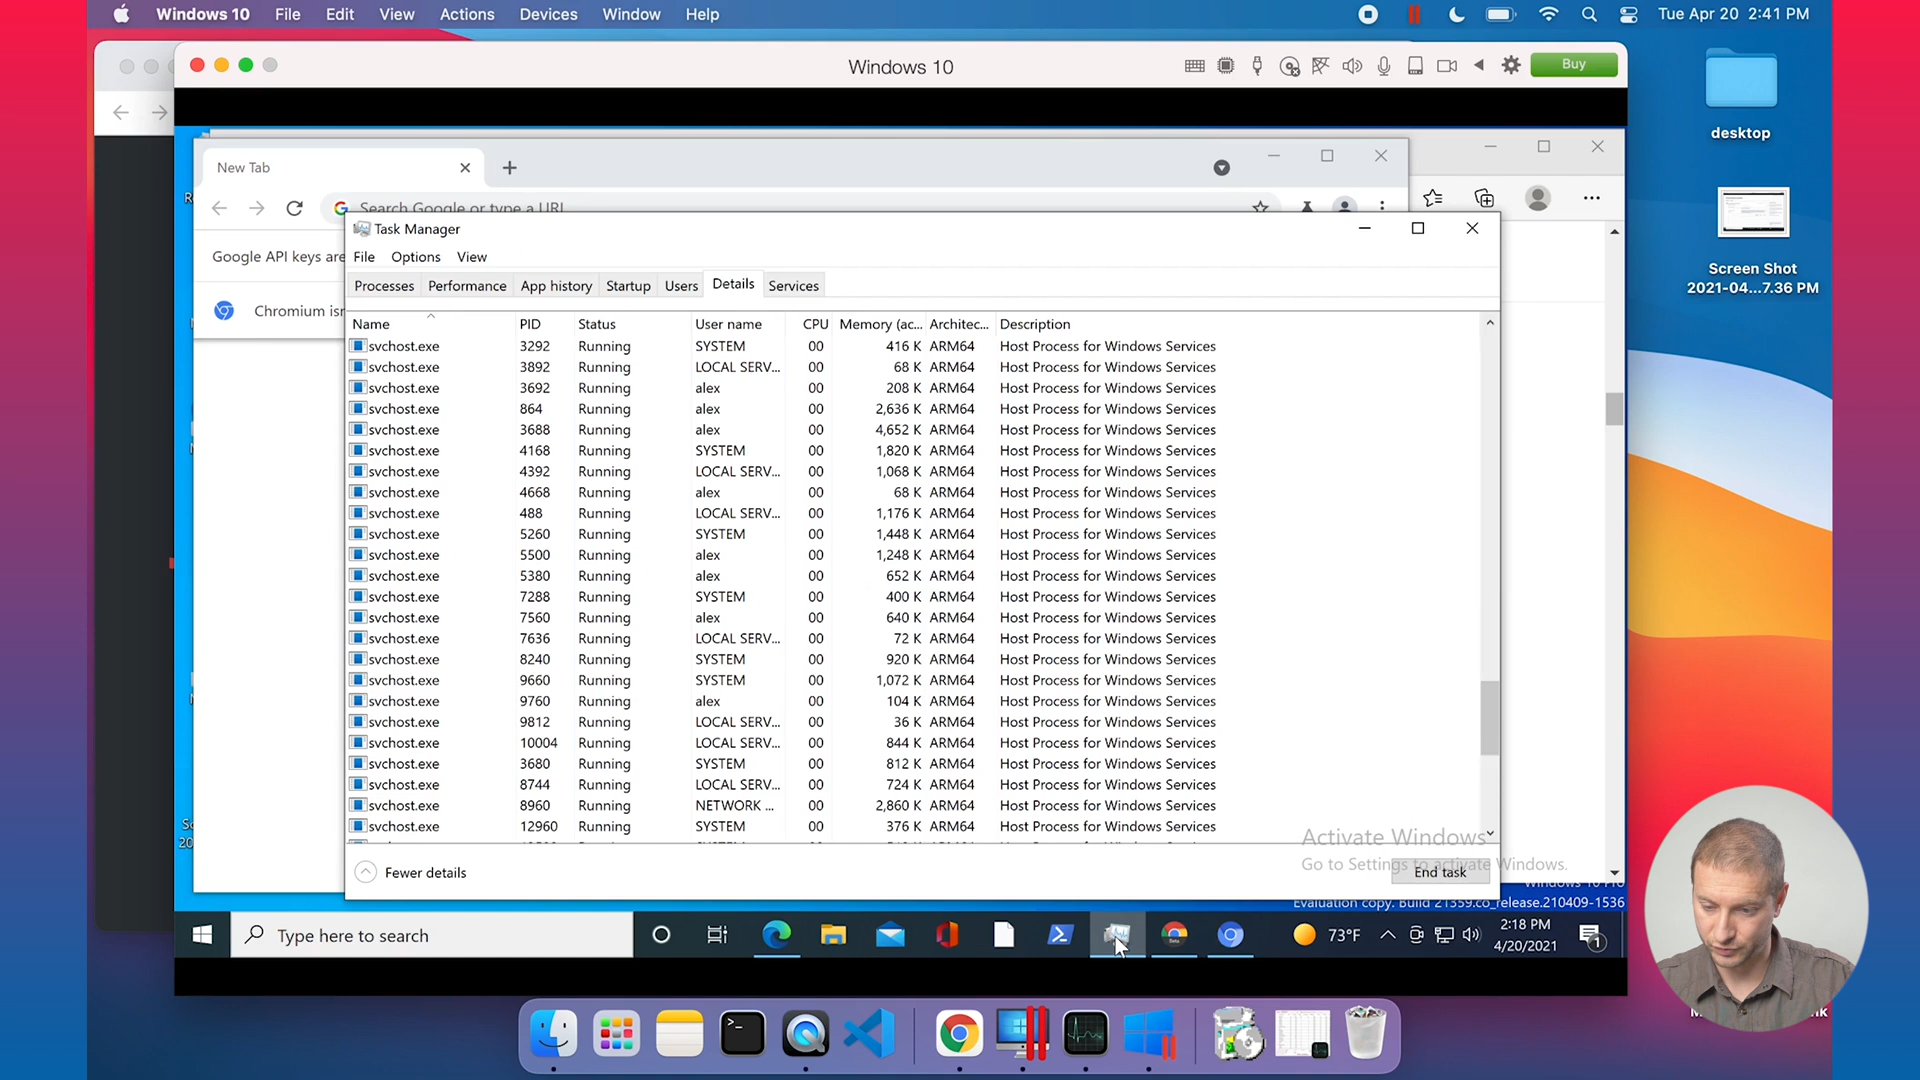 Windows 10 File Edit View Actions Devices Window Help
Tue Apr 20 2:41 PM
Windows 10
Buy
desktop
Screen Shot
2021-04...7.36 PM
New Tab
Search Google or type a URL
Google API keys are
Chromium isn
Task Manager
File Options View
Processes Performance App history Startup Users Details Services
Name PID Status User name CPU Memory (ac... Architec... Description
svchost.exe 3292 Running SYSTEM 00 416 K ARM64 Host Process for Windows Services
svchost.exe 3892 Running LOCAL SERV... 00 68 K ARM64 Host Process for Windows Services
svchost.exe 3692 Running alex 00 208 K ARM64 Host Process for Windows Services
svchost.exe 864 Running alex 00 2,636 K ARM64 Host Process for Windows Services
svchost.exe 3688 Running alex 00 4,652 K ARM64 Host Process for Windows Services
svchost.exe 4168 Running SYSTEM 00 1,820 K ARM64 Host Process for Windows Services
svchost.exe 4392 Running LOCAL SERV... 00 1,068 K ARM64 Host Process for Windows Services
svchost.exe 4668 Running alex 00 68 K ARM64 Host Process for Windows Services
svchost.exe 488 Running LOCAL SERV... 00 1,176 K ARM64 Host Process for Windows Services
svchost.exe 5260 Running SYSTEM 00 1,448 K ARM64 Host Process for Windows Services
svchost.exe 5500 Running alex 00 1,248 K ARM64 Host Process for Windows Services
svchost.exe 5380 Running alex 00 652 K ARM64 Host Process for Windows Services
svchost.exe 7288 Running SYSTEM 00 400 K ARM64 Host Process for Windows Services
svchost.exe 7560 Running alex 00 640 K ARM64 Host Process for Windows Services
svchost.exe 7636 Running LOCAL SERV... 00 72 K ARM64 Host Process for Windows Services
svchost.exe 8240 Running SYSTEM 00 920 K ARM64 Host Process for Windows Services
svchost.exe 9660 Running SYSTEM 00 1,072 K ARM64 Host Process for Windows Services
svchost.exe 9760 Running alex 00 104 K ARM64 Host Process for Windows Services
svchost.exe 9812 Running LOCAL SERV... 00 36 K ARM64 Host Process for Windows Services
svchost.exe 10004 Running LOCAL SERV... 00 844 K ARM64 Host Process for Windows Services
svchost.exe 3680 Running SYSTEM 00 812 K ARM64 Host Process for Windows Services
svchost.exe 8744 Running LOCAL SERV... 00 724 K ARM64 Host Process for Windows Services
svchost.exe 8960 Running NETWORK ... 00 2,860 K ARM64 Host Process for Windows Services
svchost.exe 12960 Running SYSTEM 00 376 K ARM64 Host Process for Windows Services
Activate Windows
Go to Settings to activate Windows.
Fewer details
End task
Windows 10 Pro
Evaluation copy. Build 21359.co_release.210409-1536
Type here to search
73°F
2:18 PM
4/20/2021
1